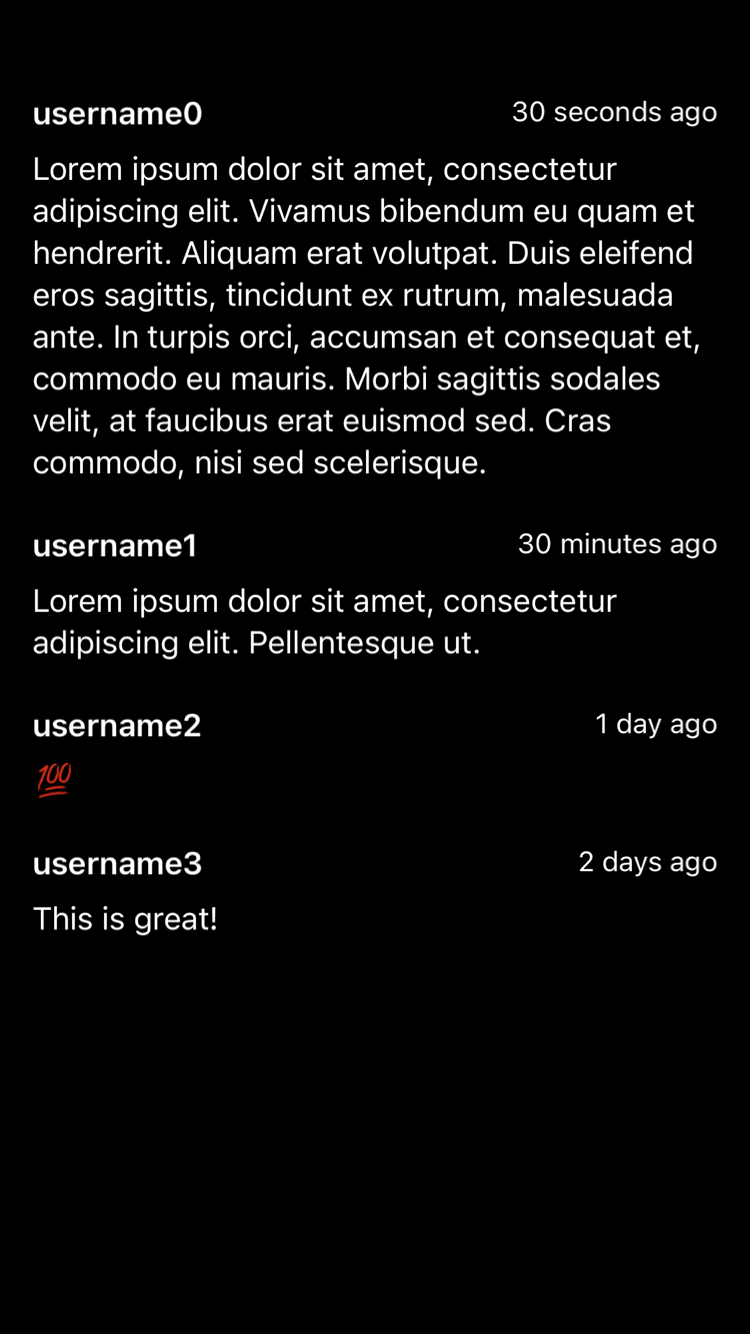 username0 30 seconds ago
Lorem ipsum dolor sit amet, consectetur
adipiscing elit. Vivamus bibendum eu quam et
hendrerit. Aliquam erat volutpat. Duis eleifend
eros sagittis, tincidunt ex rutrum, malesuada
ante. In turpis orci, accumsan et consequat et,
commodo eu mauris. Morbi sagittis sodales
velit, at faucibus erat euismod sed. Cras
commodo, nisi sed scelerisque.
username1 30 minutes ago
Lorem ipsum dolor sit amet, consectetur
adipiscing elit. Pellentesque ut.
username2 1 day ago
💯
username3 2 days ago
This is great!